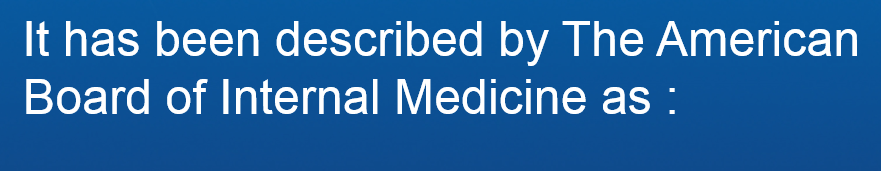 It has been described by The American
Board of Internal Medicine as :